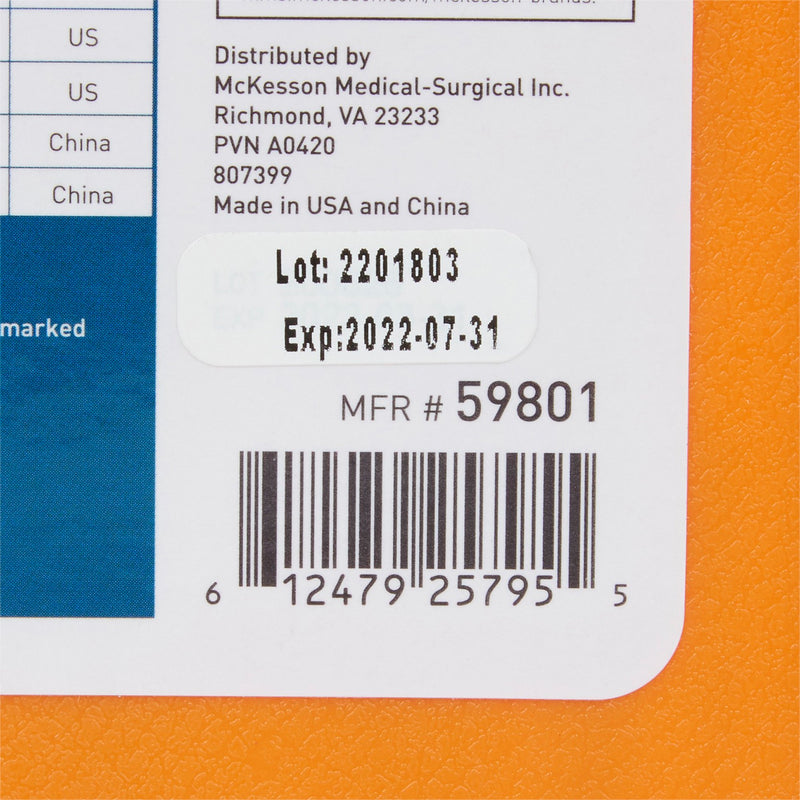 US
US
China
China
marked
Distributed by
McKesson Medical-Surgical Inc.
Richmond, VA 23233
PVN A0420
807399
Made in USA and China
Lot: 2201803
Exp:2022-07-31
MFR # 59801
6 12479 25795 5